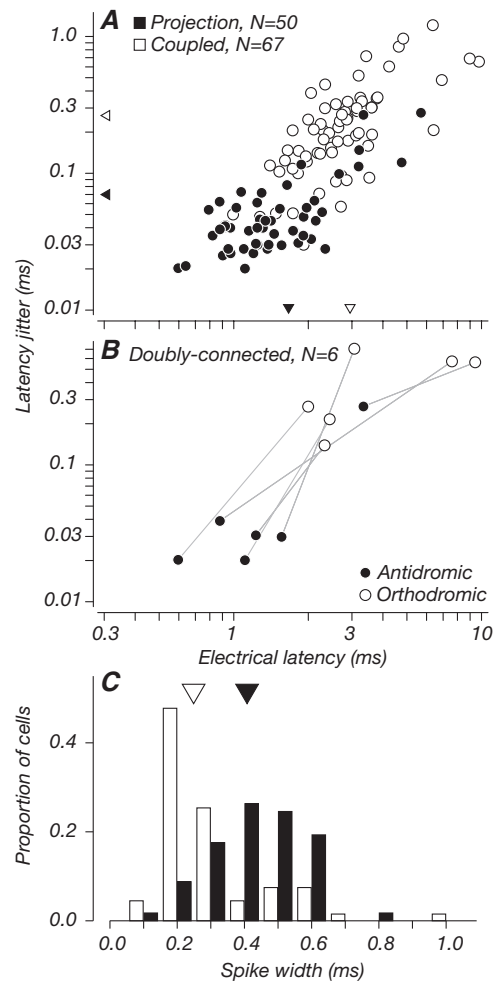 A
Projection, N=50
Coupled, N=67
1.0
0.3
0.1
0.03
0.01
Latency jitter (ms)
B
Doubly-connected, N=6
0.3
0.1
0.03
0.01
Antidromic
Orthodromic
0.3 1 3 10
Electrical latency (ms)
C
Proportion of cells
0.4
0.2
0.0
0.0 0.2 0.4 0.6 0.8 1.0
Spike width (ms)